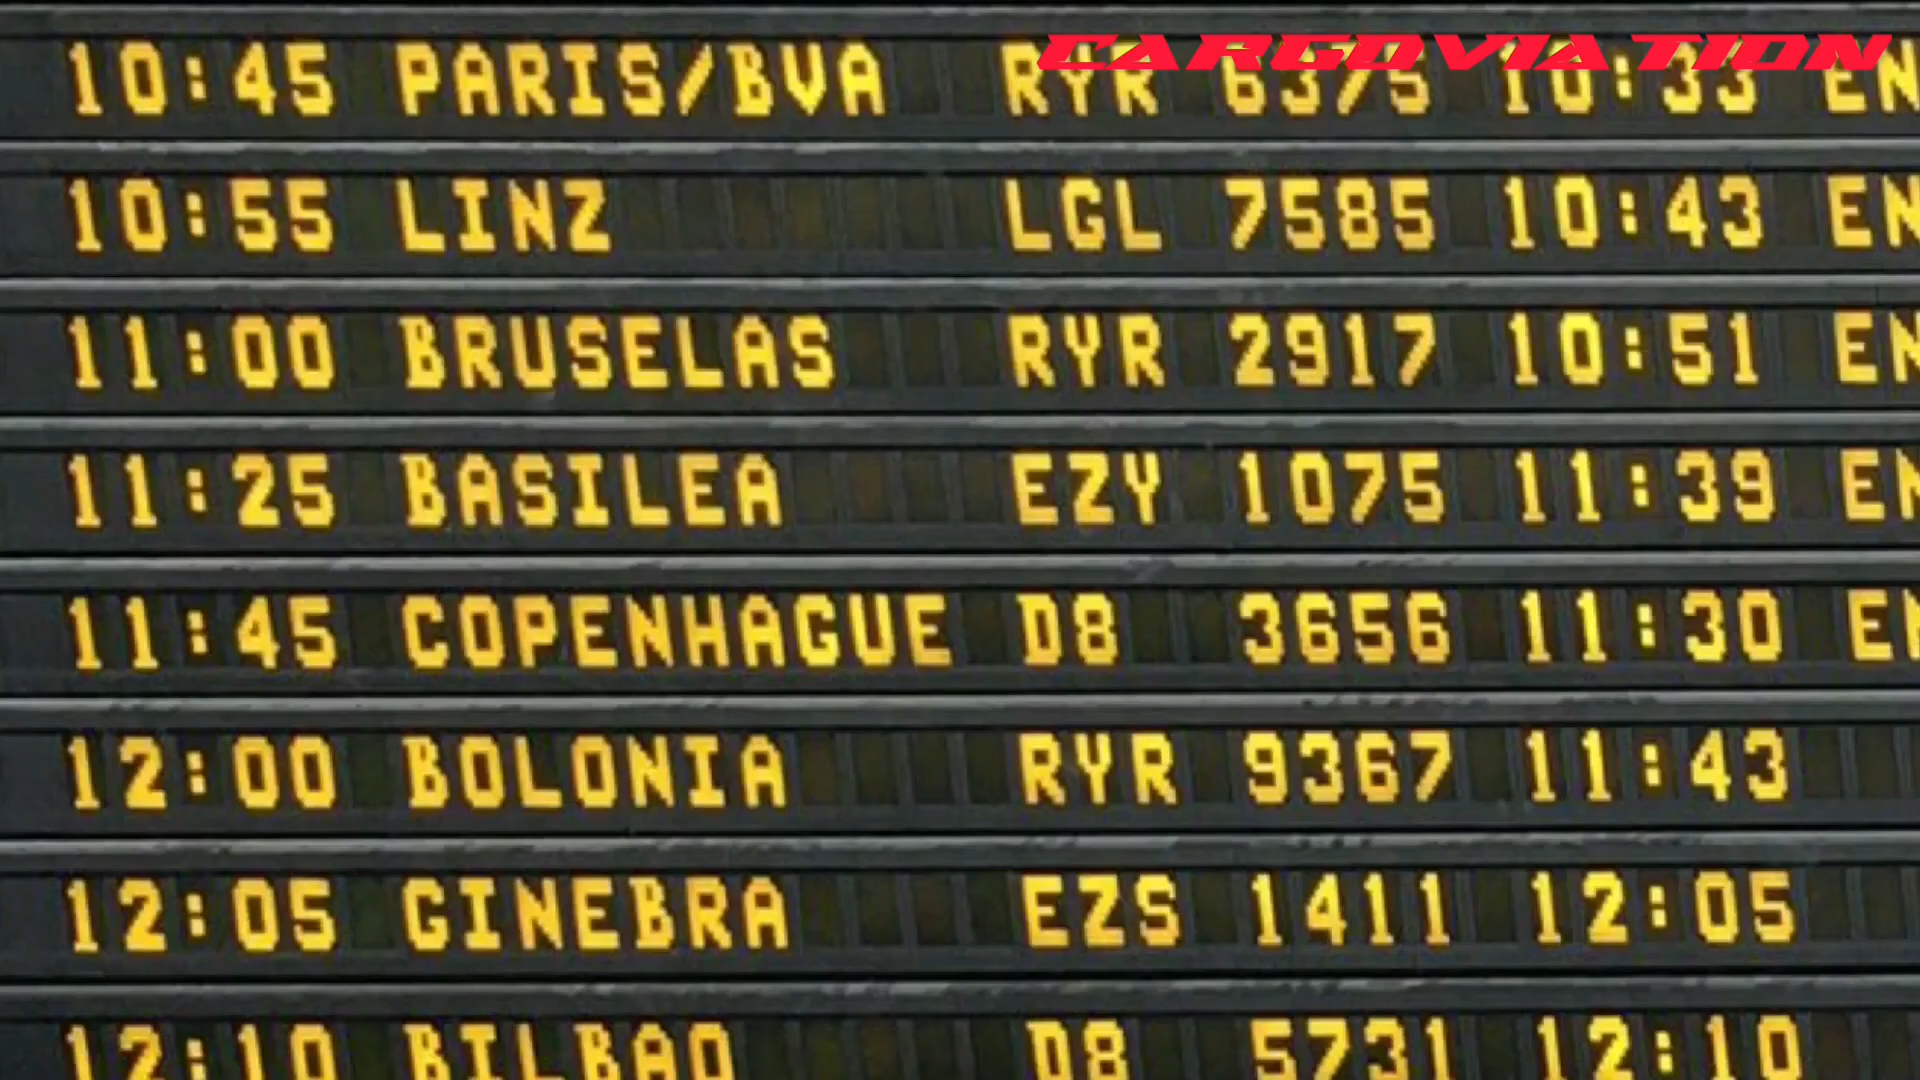 CARGOVIATION
10:45 PARIS/BVA RYR 6375 10:33 EN
10:55 LINZ LGL 7585 10:43 EN
11:00 BRUSELAS RYR 2917 10:51 EN
11:25 BASILEA EZY 1075 11:39 EN
11:45 COPENHAGUE D8 3656 11:30 EN
12:00 BOLONIA RYR 9367 11:43
12:05 GINEBRA EZS 1411 12:05
12:10 BILBAO D8 5731 12:10